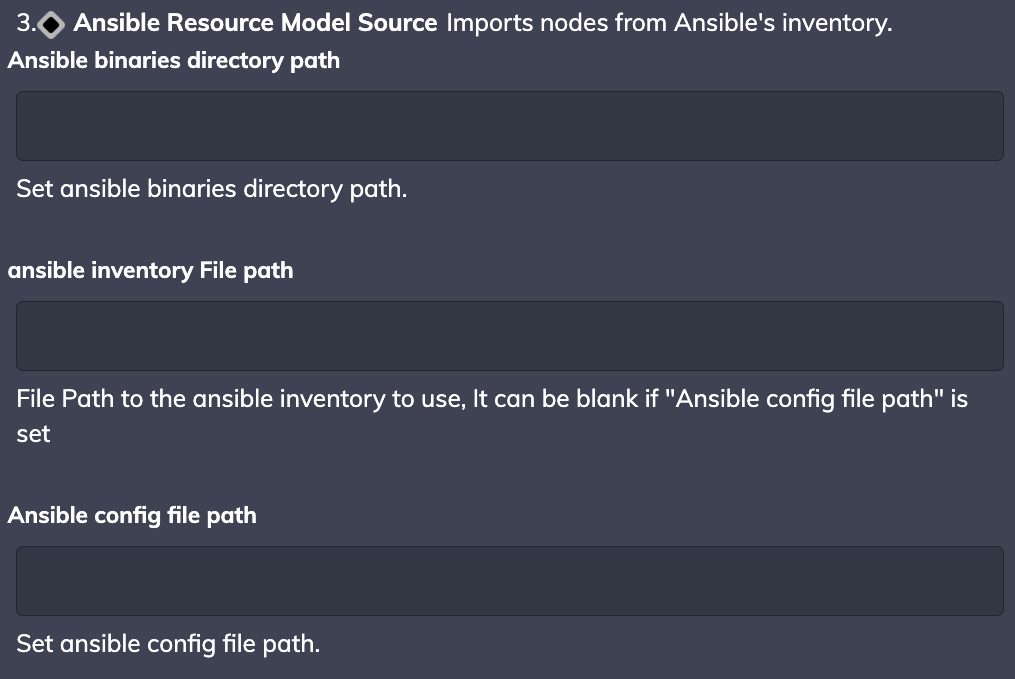 3. Ansible Resource Model Source Imports nodes from Ansible's inventory.
Ansible binaries directory path
Set ansible binaries directory path.
ansible inventory File path
File Path to the ansible inventory to use, It can be blank if "Ansible config file path" is
set
Ansible config file path
Set ansible config file path.